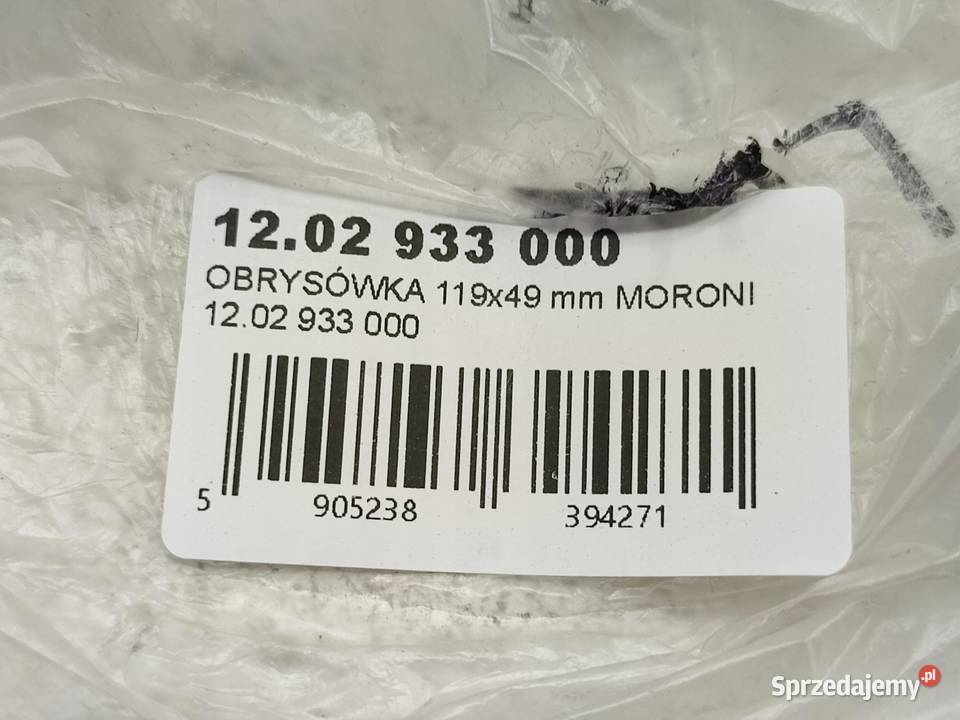 12.02 933 000
OBRYSÓWKA 119x49 mm MORONI
12.02 933 000
5 905238 394271
Sprzedajemy.pl